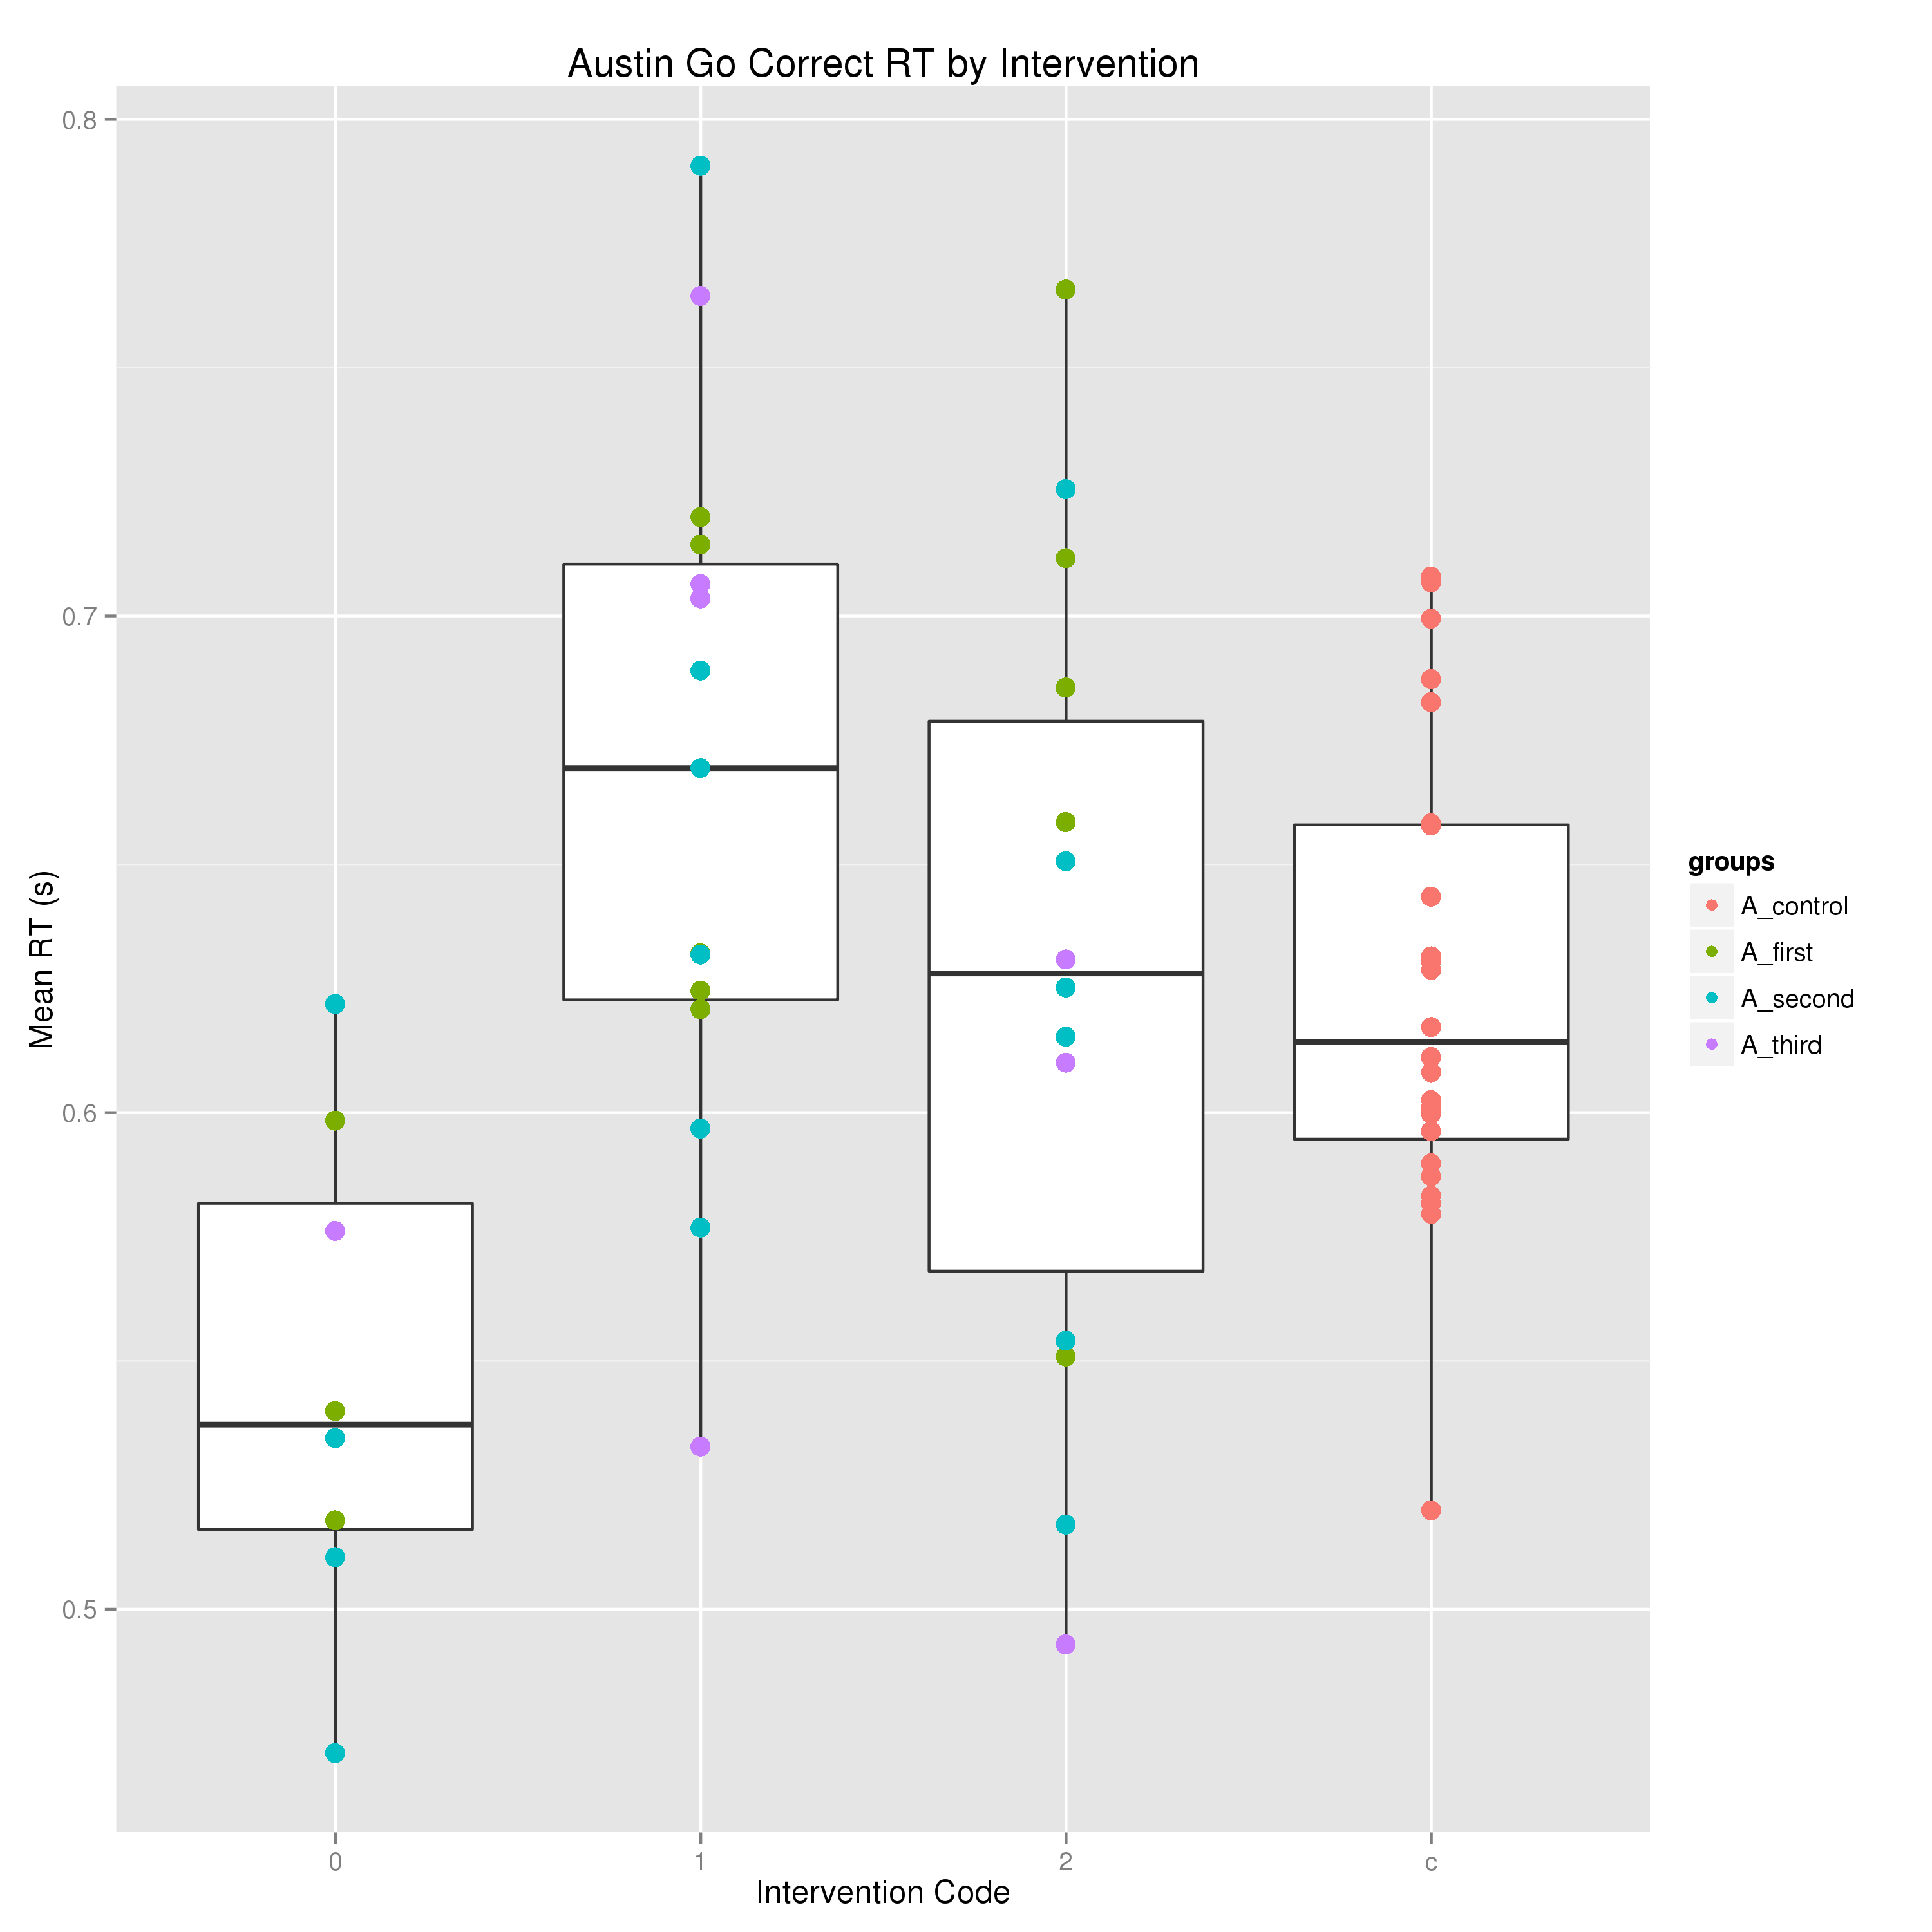 Austin Go Correct RT by Intervention
0.8
0.7
0.6
0.5
Mean RT (s)
0
1
2
c
Intervention Code
groups
A_control
A_first
A_second
A_third